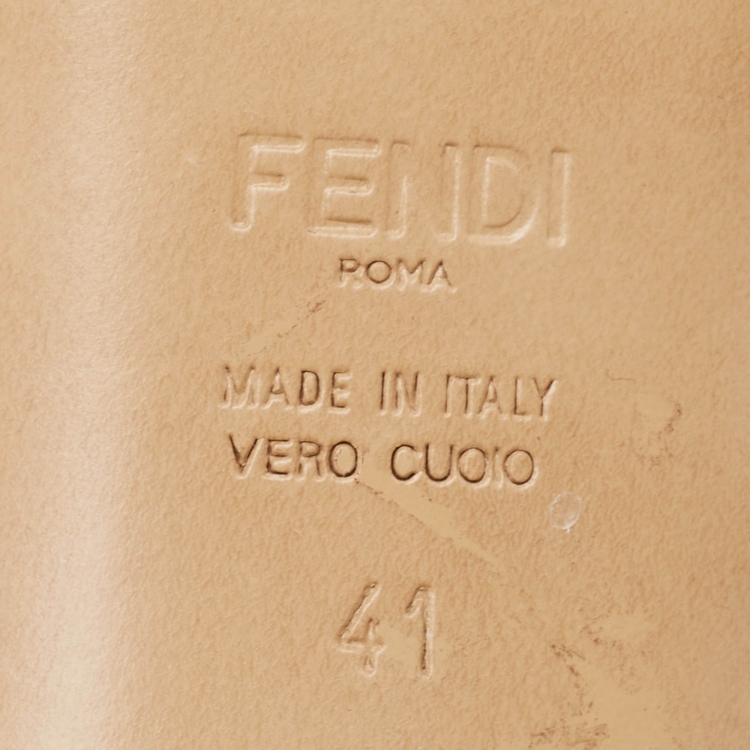 FENDI
ROMA
MADE IN ITALY
VERO CUOIO
41